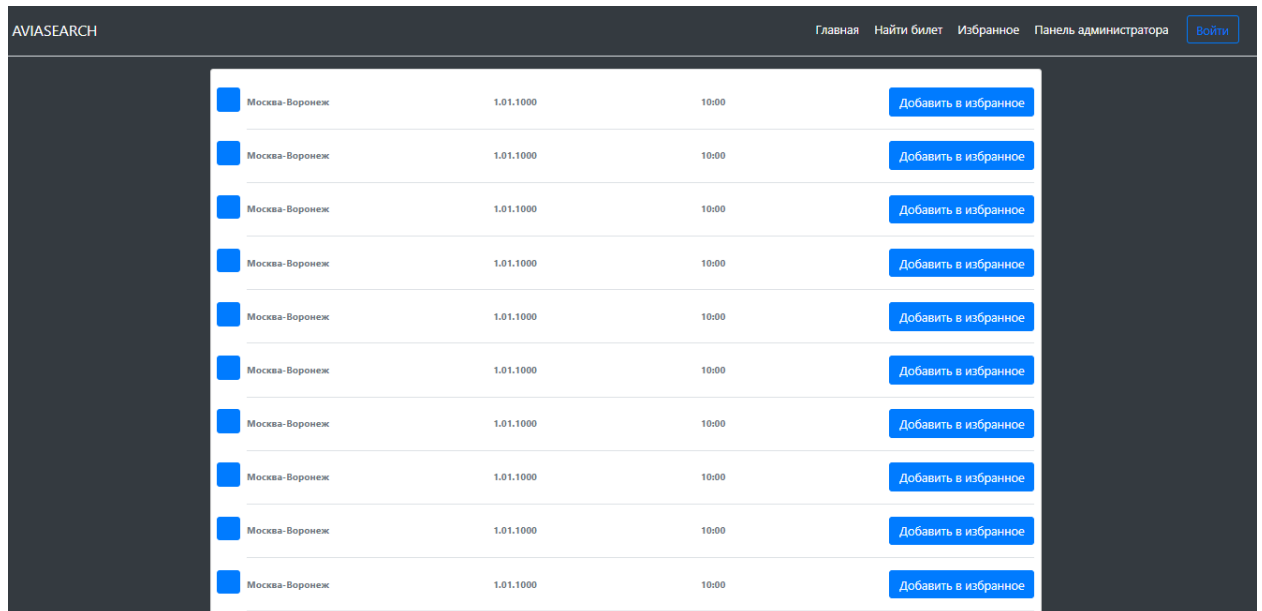 AVIASEARCH Главная Найти билет Избранное Панель администратора Войти
Москва-Воронеж 1.01.1000 10:00 Добавить в избранное
Москва-Воронеж 1.01.1000 10:00 Добавить в избранное
Москва-Воронеж 1.01.1000 10:00 Добавить в избранное
Москва-Воронеж 1.01.1000 10:00 Добавить в избранное
Москва-Воронеж 1.01.1000 10:00 Добавить в избранное
Москва-Воронеж 1.01.1000 10:00 Добавить в избранное
Москва-Воронеж 1.01.1000 10:00 Добавить в избранное
Москва-Воронеж 1.01.1000 10:00 Добавить в избранное
Москва-Воронеж 1.01.1000 10:00 Добавить в избранное
Москва-Воронеж 1.01.1000 10:00 Добавить в избранное